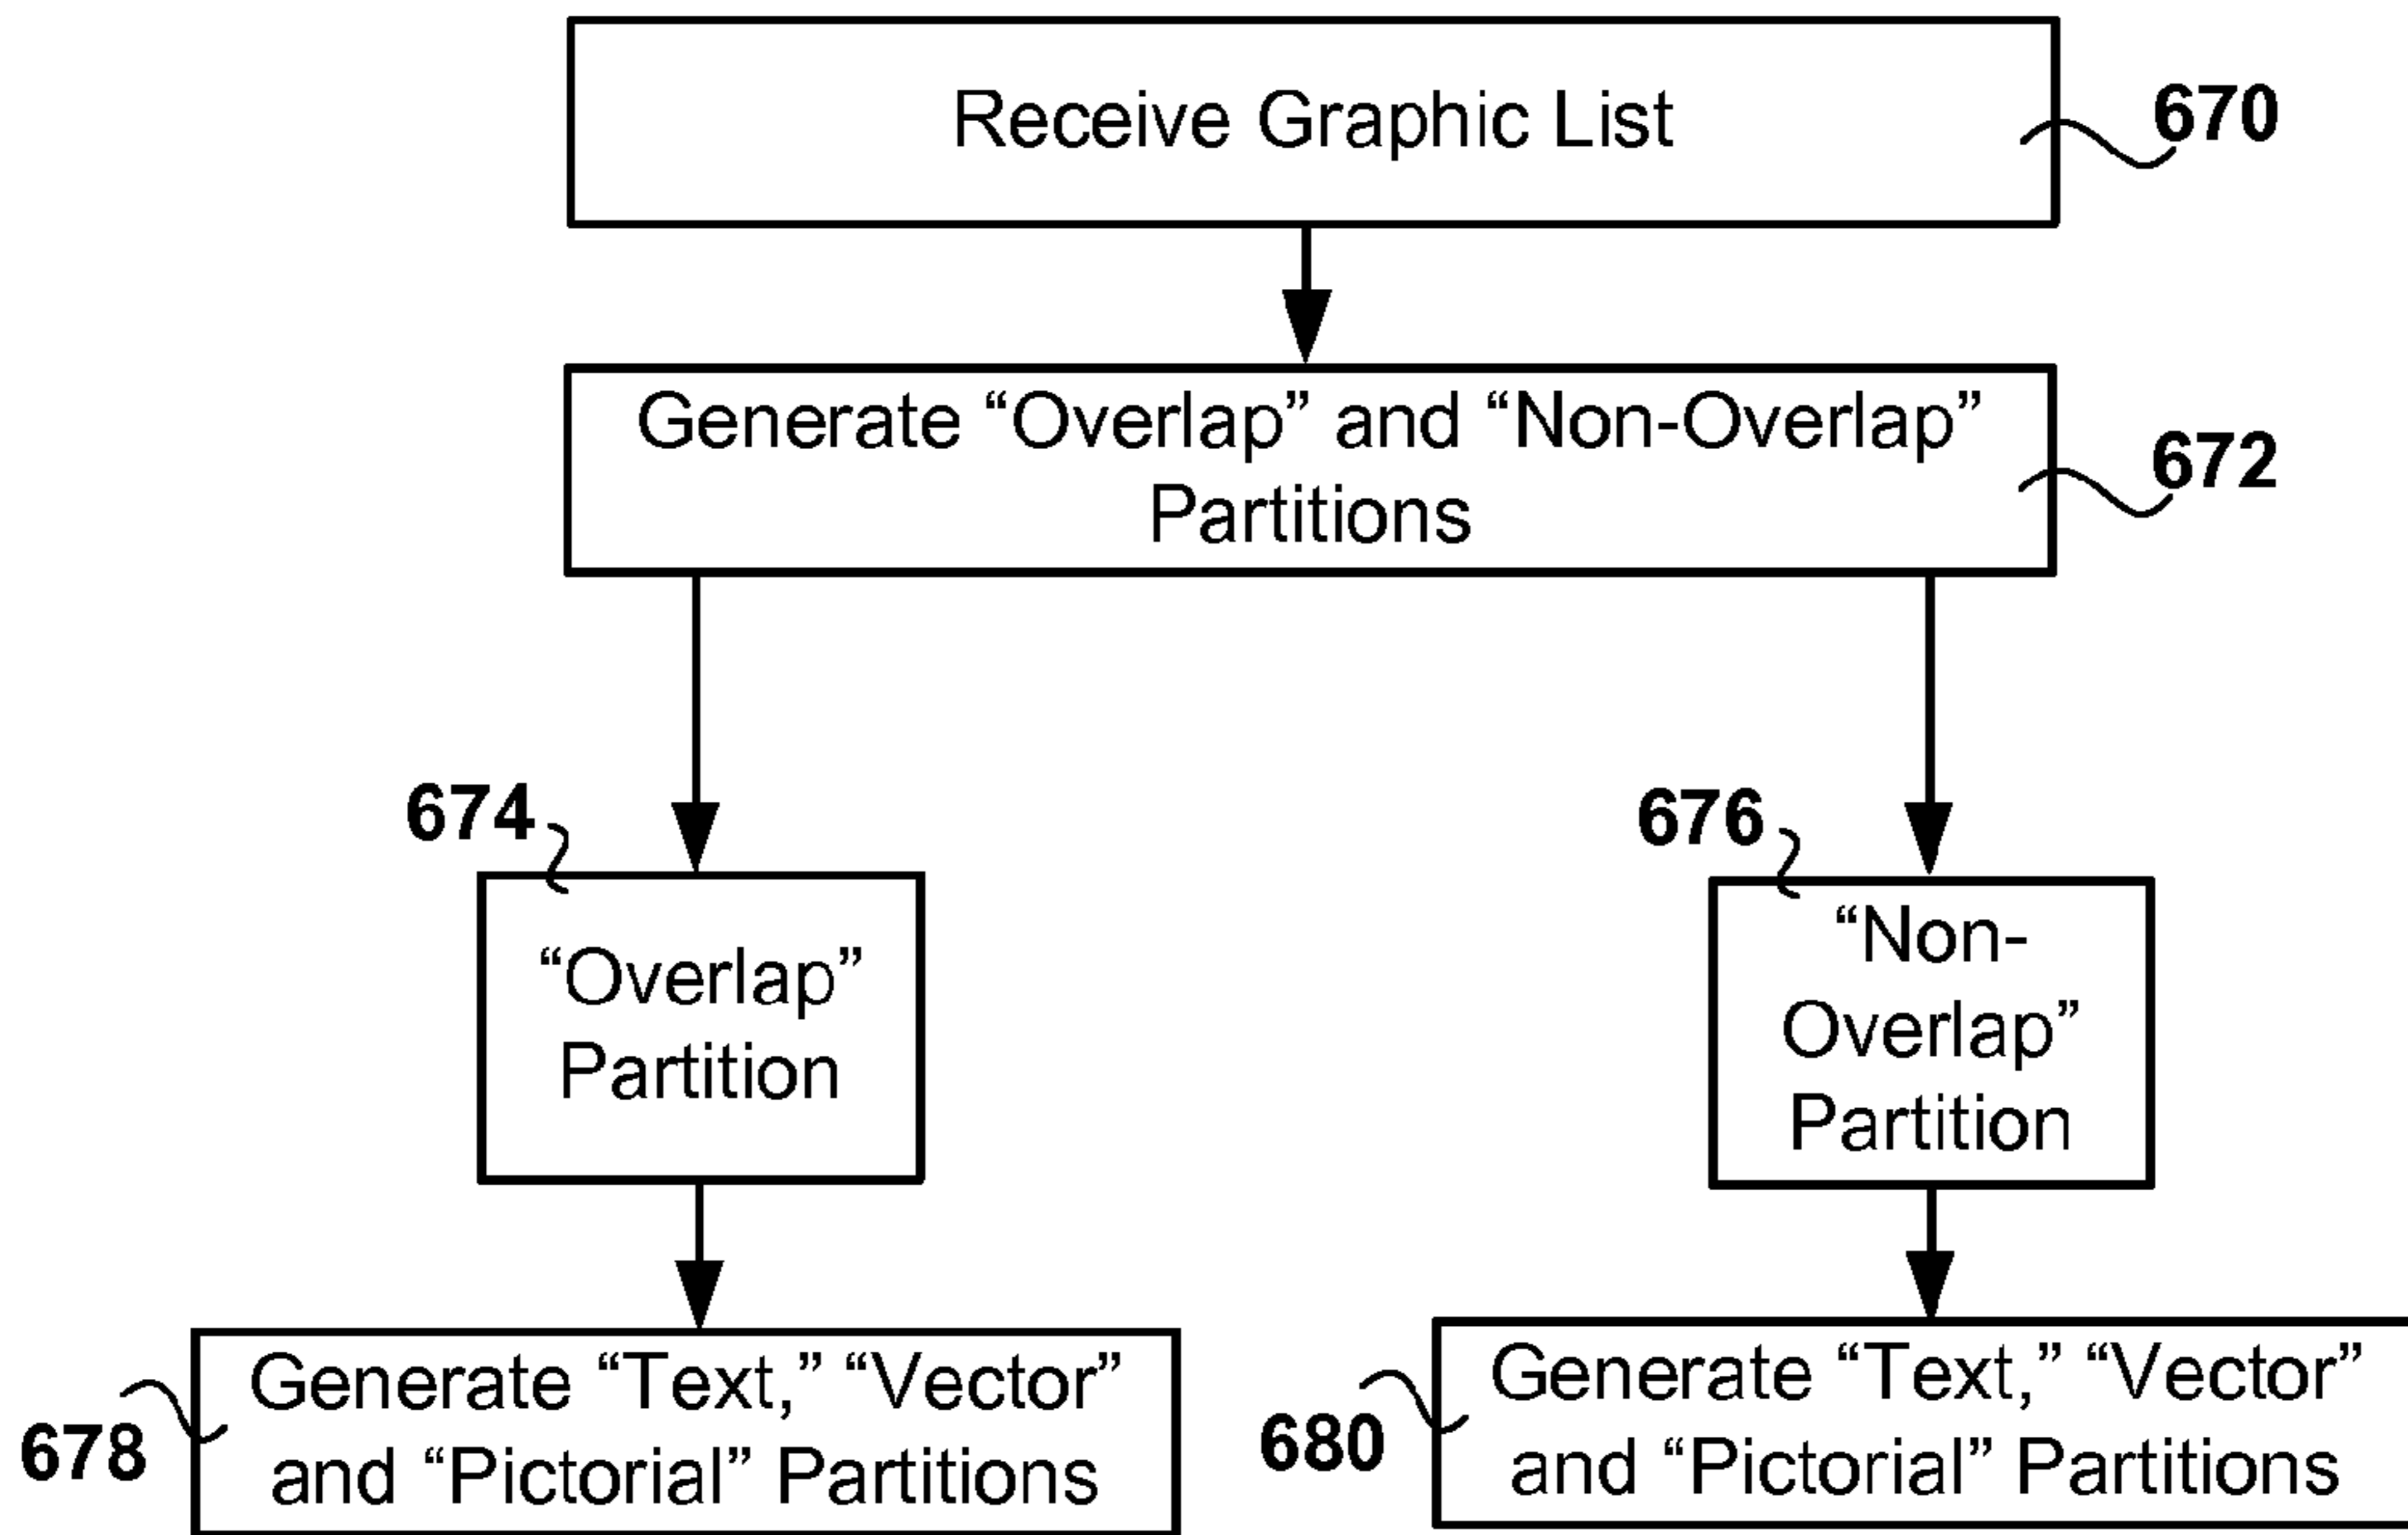 Receive Graphic List
670
Generate “Overlap” and “Non-Overlap”
Partitions
672
674
“Overlap”
Partition
676
“Non-
Overlap”
Partition
678
Generate “Text,” “Vector”
and “Pictorial” Partitions
680
Generate “Text,” “Vector”
and “Pictorial” Partitions